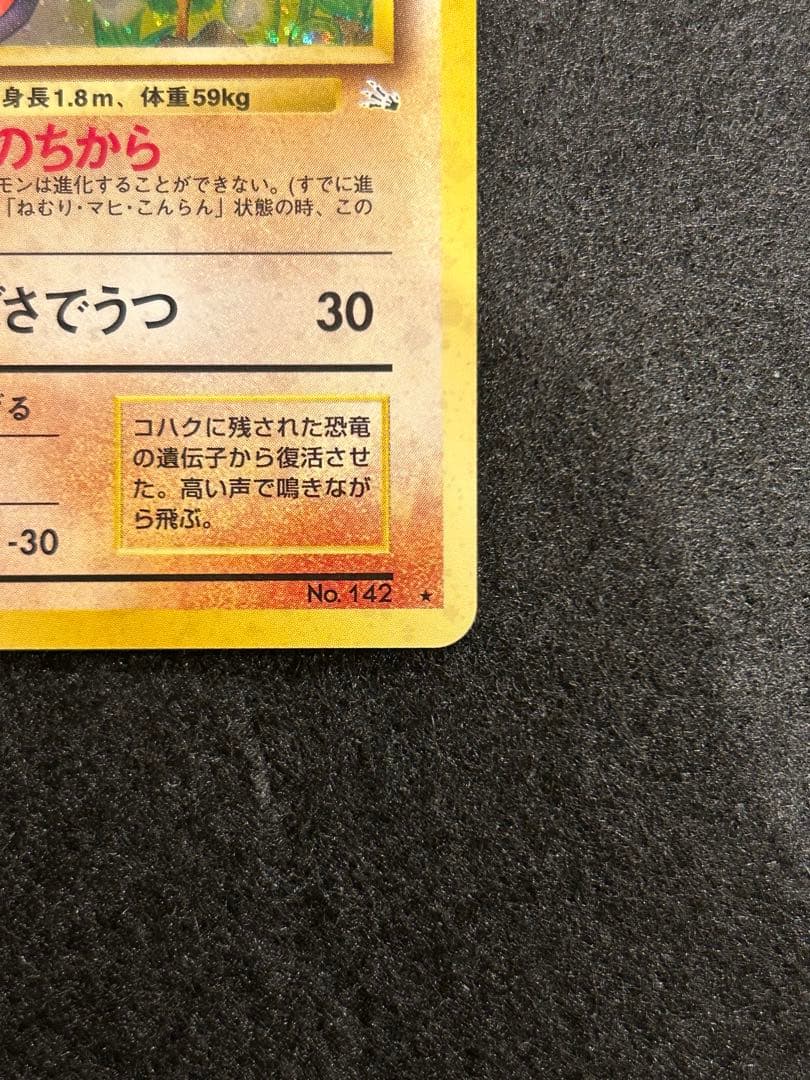 身長1.8m、体重59kg
のちから
モンは進化することができない。(すでに進
「ねむり・マヒ・こんらん」状態の時、この
さでうつ 30
る
コハクに残された恐竜
の遺伝子から復活させ
た。高い声で鳴きなが
ら飛ぶ。
-30
No. 142 ★